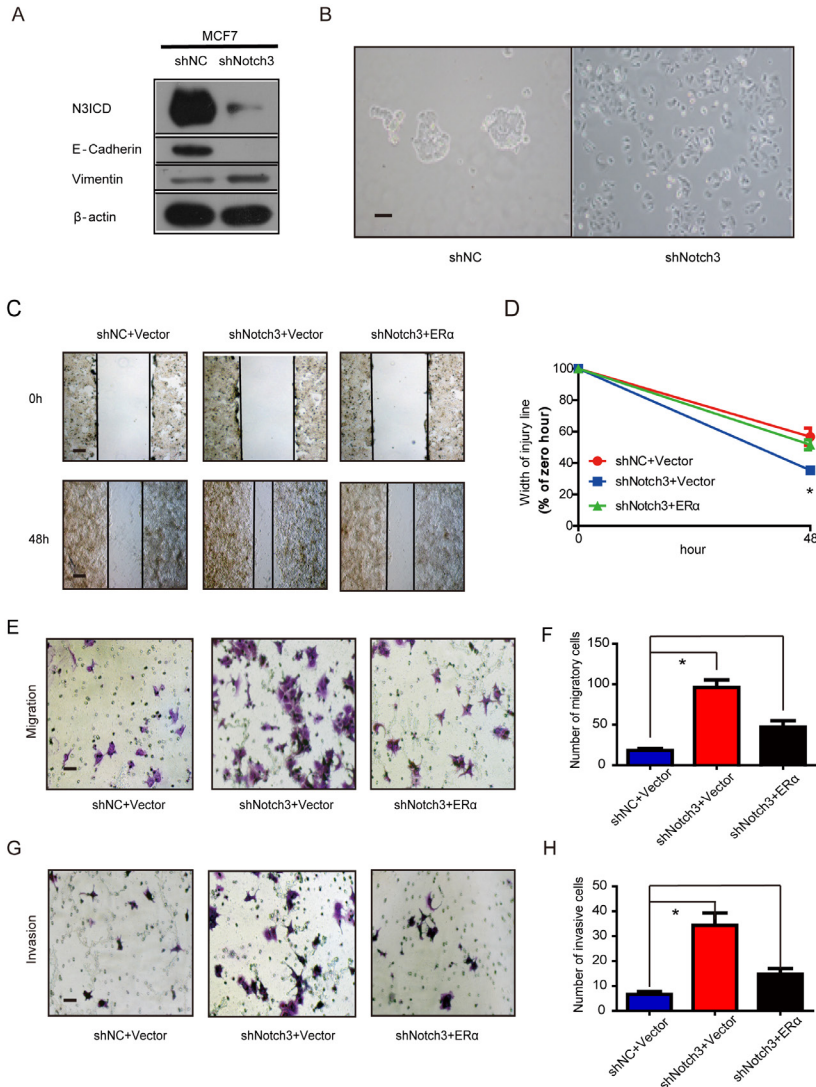 A
MCF7
shNC shNotch3
N3ICD
E-Cadherin
Vimentin
β-actin
B
shNC shNotch3
C
shNC+Vector shNotch3+Vector shNotch3+ERα
0h
48h
D
Width of injury line
(% of zero hour)
100
80
60
40
20
0
shNC+Vector
shNotch3+Vector
shNotch3+ERα
*
0 48
hour
E
Migration
shNC+Vector shNotch3+Vector shNotch3+ERα
F
Number of migratory cells
150
100
50
0
*
shNC+Vector
shNotch3+Vector
shNotch3+ERα
G
Invasion
shNC+Vector shNotch3+Vector shNotch3+ERα
H
Number of invasive cells
50
40
30
20
10
0
*
shNC+Vector
shNotch3+Vector
shNotch3+ERα